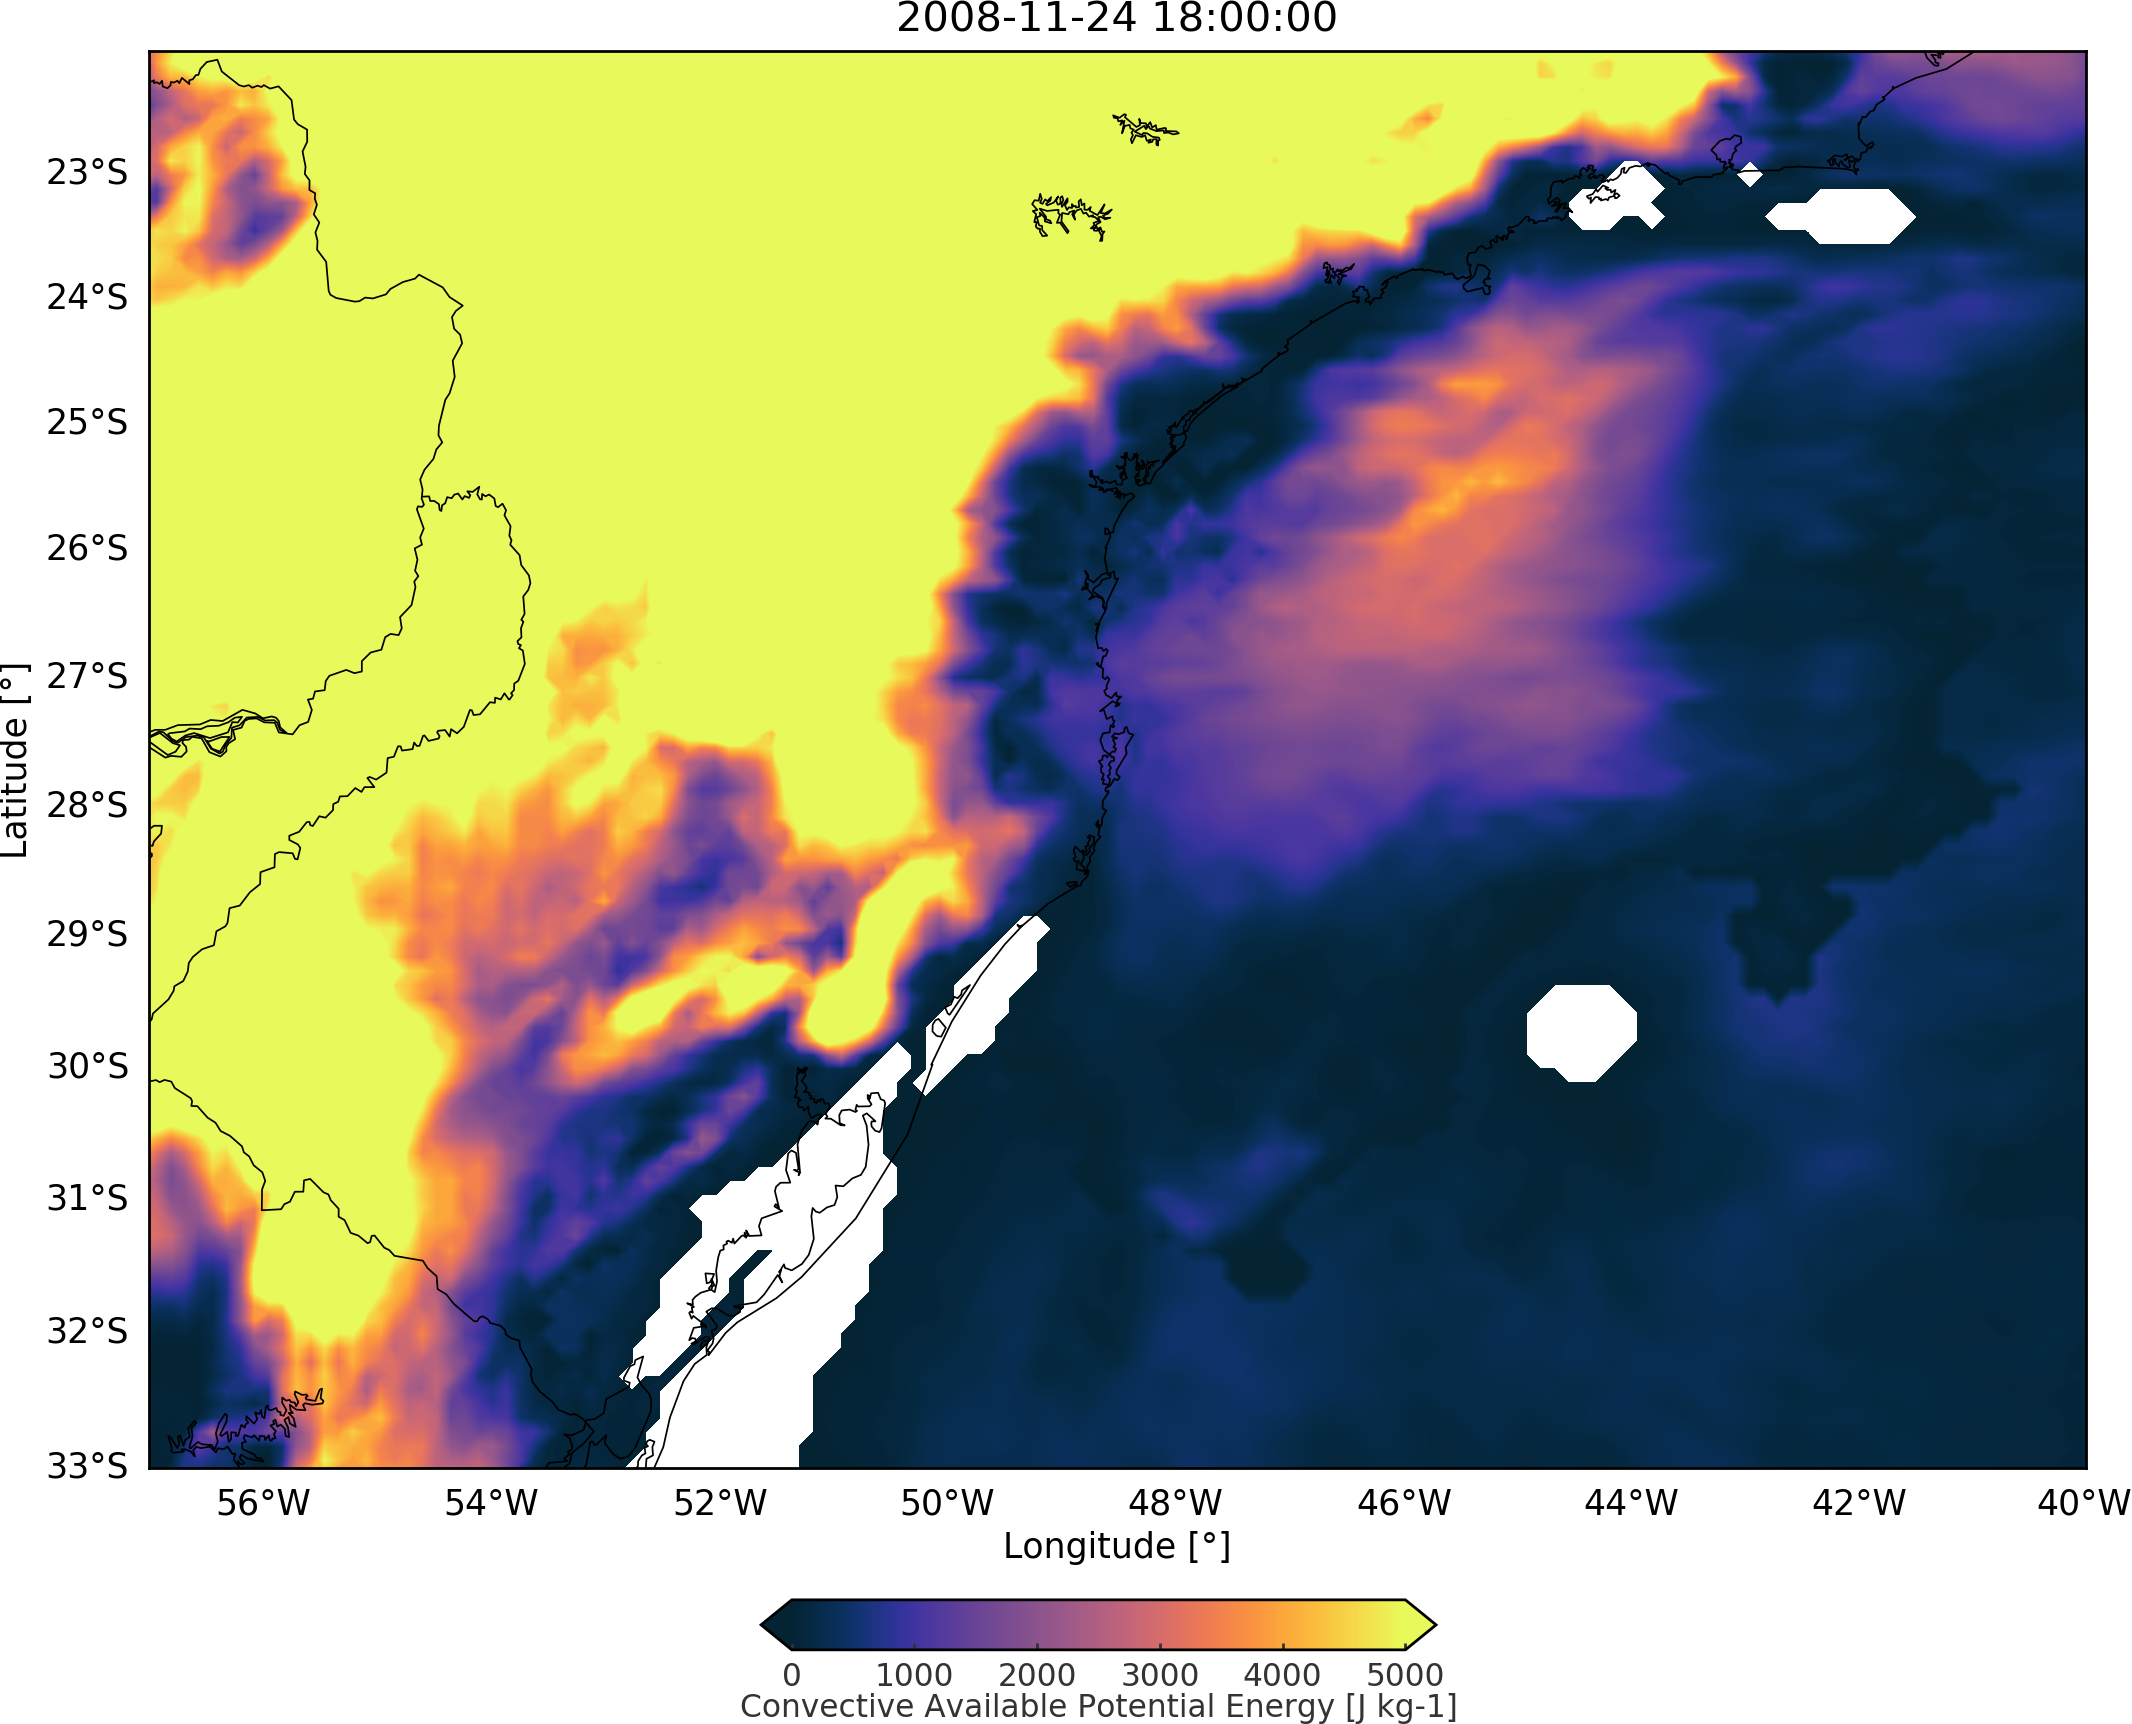 2008-11-24 18:00:00
23°S
24°S
25°S
26°S
27°S
28°S
29°S
30°S
31°S
32°S
33°S
Latitude [°]
56°W 54°W 52°W 50°W 48°W 46°W 44°W 42°W 40°W
Longitude [°]
0 1000 2000 3000 4000 5000
Convective Available Potential Energy [J kg-1]